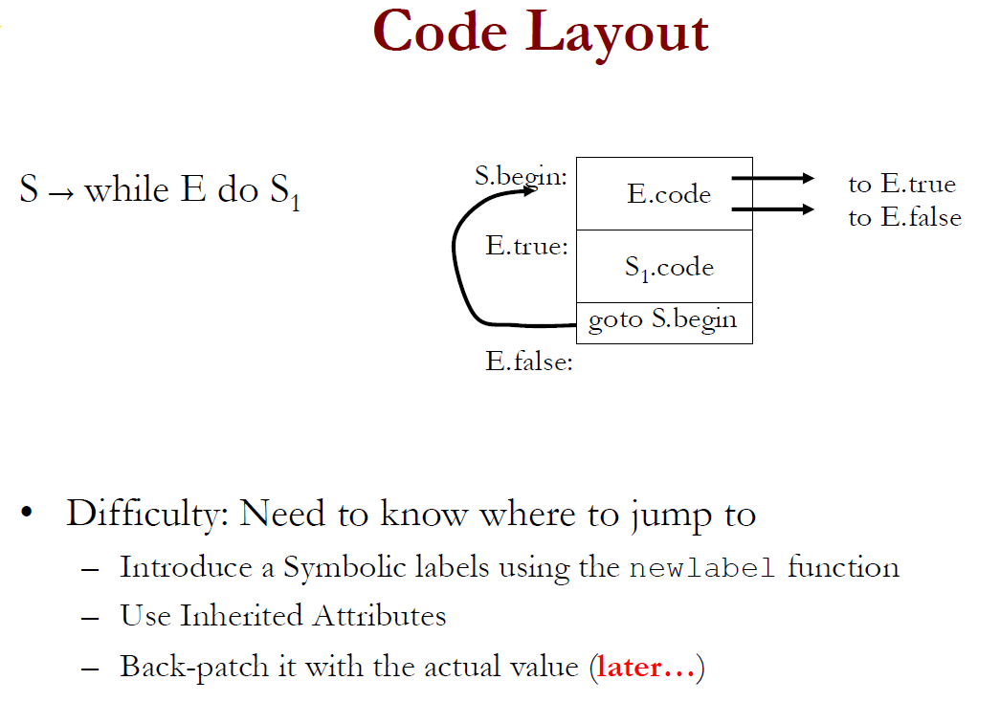 Code Layout
S → while E do S1
S.begin:
E.code
to E.true
to E.false
E.true:
S1.code
goto S.begin
E.false:
• Difficulty: Need to know where to jump to
– Introduce a Symbolic labels using the newlabel function
– Use Inherited Attributes
– Back-patch it with the actual value (later…)